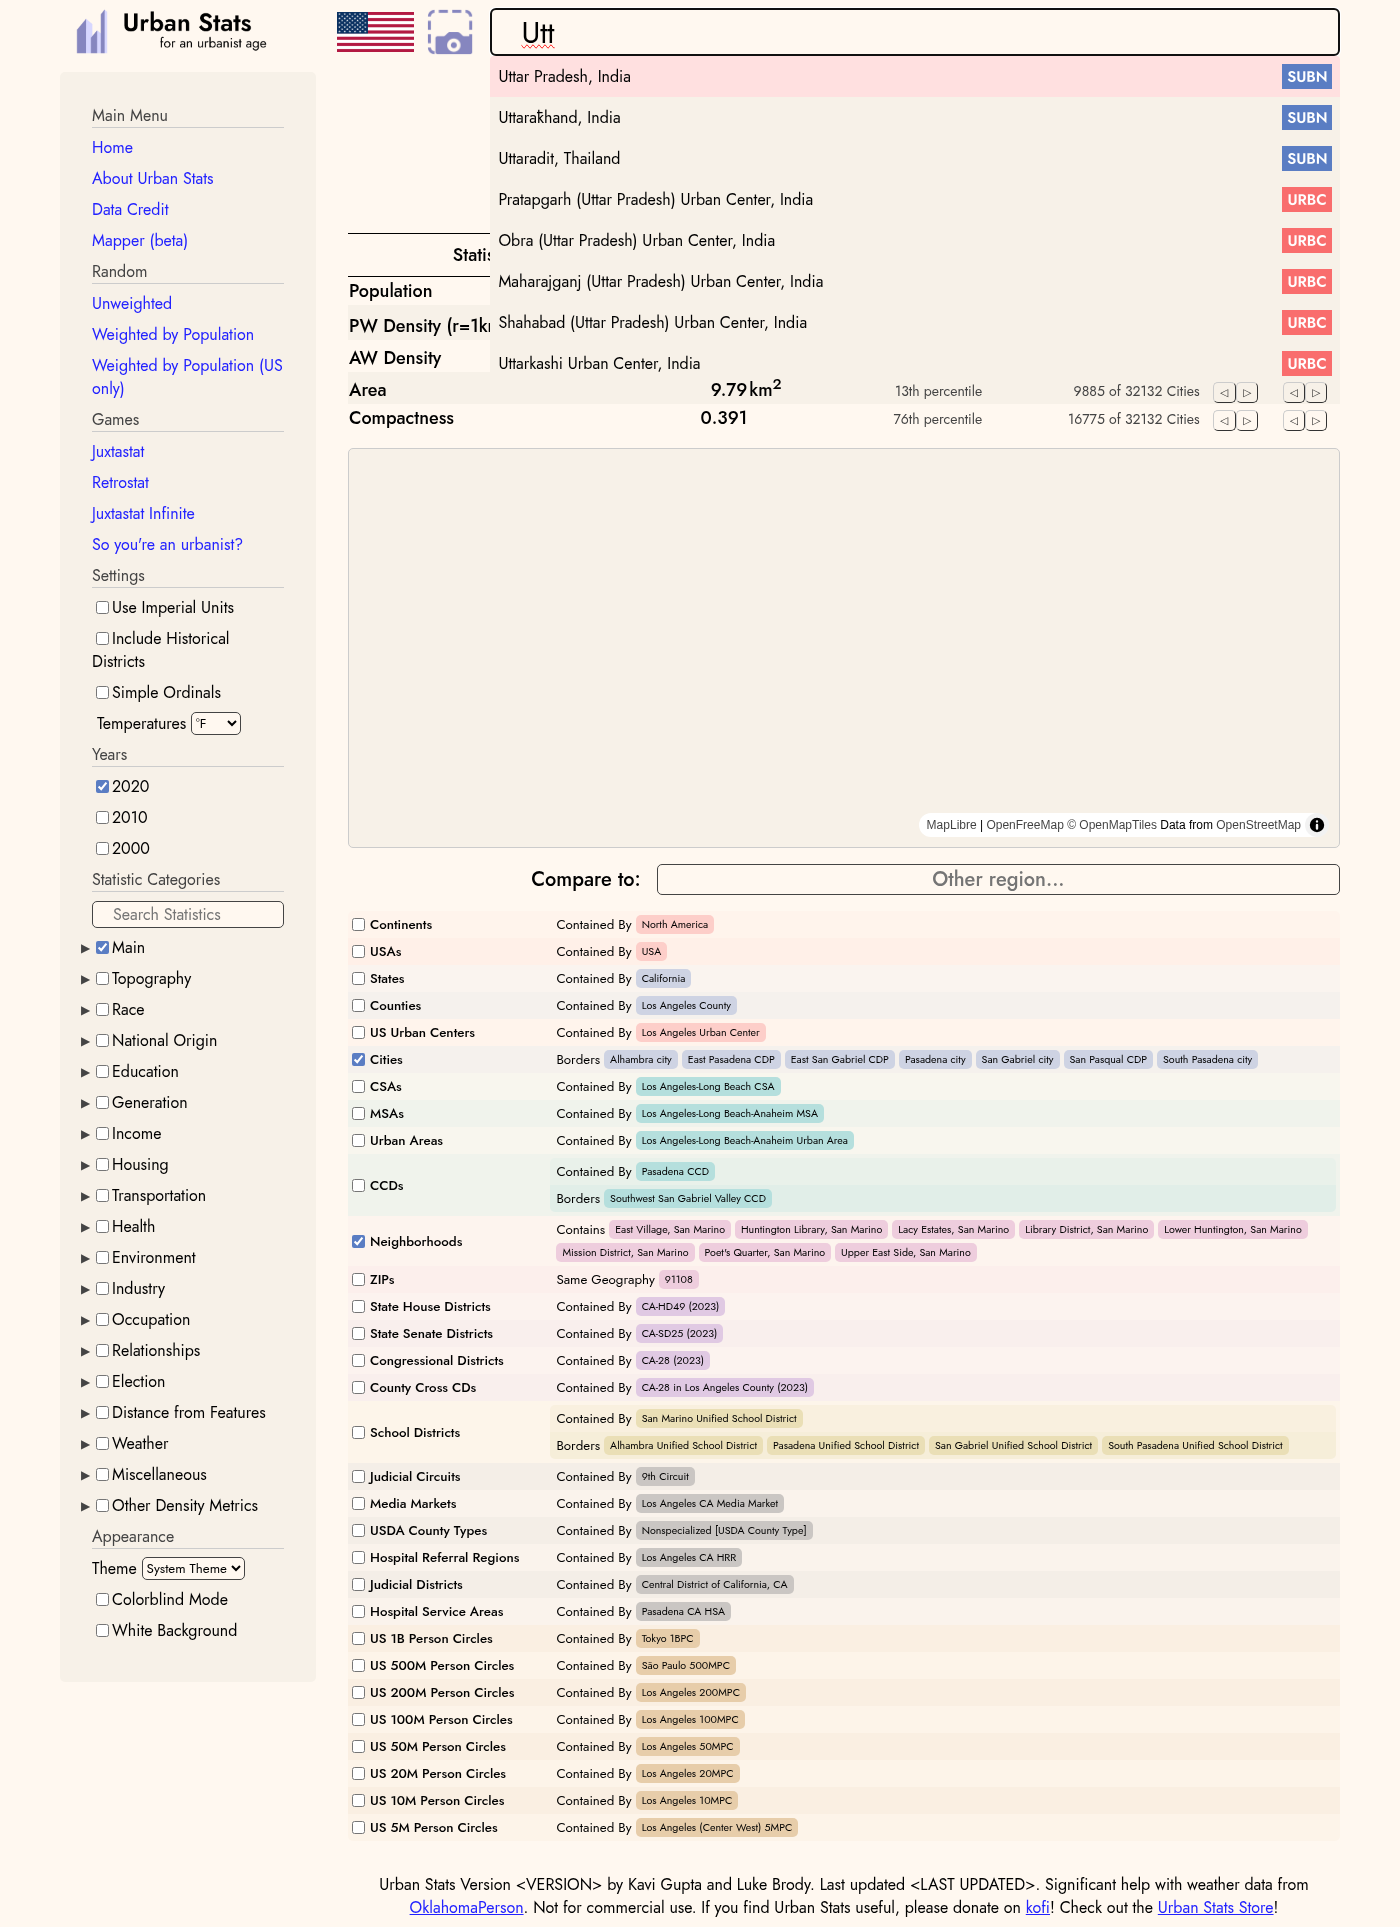 Urban Stats
for an urbanist age
Utt
Uttar Pradesh, India SUBN
Uttarākhand, India SUBN
Uttaradit, Thailand SUBN
Pratapgarh (Uttar Pradesh) Urban Center, India URBC
Obra (Uttar Pradesh) Urban Center, India URBC
Maharajganj (Uttar Pradesh) Urban Center, India URBC
Shahabad (Uttar Pradesh) Urban Center, India URBC
Uttarkashi Urban Center, India URBC
Main Menu
Home
About Urban Stats
Data Credit
Mapper (beta)
Random
Unweighted
Weighted by Population
Weighted by Population (US
only)
Games
Juxtastat
Retrostat
Juxtastat Infinite
So you're an urbanist?
Settings
Use Imperial Units
Include Historical
Districts
Simple Ordinals
Temperatures °F
Years
2020
2010
2000
Statistic Categories
Search Statistics
Main
Topography
Race
National Origin
Education
Generation
Income
Housing
Transportation
Health
Environment
Industry
Occupation
Relationships
Election
Distance from Features
Weather
Miscellaneous
Other Density Metrics
Appearance
Theme System Theme
Colorblind Mode
White Background
Statis
Population
PW Density (r=1k
AW Density
Area 9.79 km² 13th percentile 9885 of 32132 Cities
Compactness 0.391 76th percentile 16775 of 32132 Cities
MapLibre | OpenFreeMap © OpenMapTiles Data from OpenStreetMap
Compare to: Other region...
Continents Contained By North America
USAs Contained By USA
States Contained By California
Counties Contained By Los Angeles County
US Urban Centers Contained By Los Angeles Urban Center
Cities Borders Alhambra city East Pasadena CDP East San Gabriel CDP Pasadena city San Gabriel city San Pasqual CDP South Pasadena city
CSAs Contained By Los Angeles-Long Beach CSA
MSAs Contained By Los Angeles-Long Beach-Anaheim MSA
Urban Areas Contained By Los Angeles-Long Beach-Anaheim Urban Area
CCDs Contained By Pasadena CCD
Borders Southwest San Gabriel Valley CCD
Neighborhoods Contains East Village, San Marino Huntington Library, San Marino Lacy Estates, San Marino Library District, San Marino Lower Huntington, San Marino
Mission District, San Marino Poet's Quarter, San Marino Upper East Side, San Marino
ZIPs Same Geography 91108
State House Districts Contained By CA-HD49 (2023)
State Senate Districts Contained By CA-SD25 (2023)
Congressional Districts Contained By CA-28 (2023)
County Cross CDs Contained By CA-28 in Los Angeles County (2023)
School Districts Contained By San Marino Unified School District
Borders Alhambra Unified School District Pasadena Unified School District San Gabriel Unified School District South Pasadena Unified School District
Judicial Circuits Contained By 9th Circuit
Media Markets Contained By Los Angeles CA Media Market
USDA County Types Contained By Nonspecialized [USDA County Type]
Hospital Referral Regions Contained By Los Angeles CA HRR
Judicial Districts Contained By Central District of California, CA
Hospital Service Areas Contained By Pasadena CA HSA
US 1B Person Circles Contained By Tokyo 1BPC
US 500M Person Circles Contained By São Paulo 500MPC
US 200M Person Circles Contained By Los Angeles 200MPC
US 100M Person Circles Contained By Los Angeles 100MPC
US 50M Person Circles Contained By Los Angeles 50MPC
US 20M Person Circles Contained By Los Angeles 20MPC
US 10M Person Circles Contained By Los Angeles 10MPC
US 5M Person Circles Contained By Los Angeles (Center West) 5MPC
Urban Stats Version <VERSION> by Kavi Gupta and Luke Brody. Last updated <LAST UPDATED>. Significant help with weather data from
OklahomaPerson. Not for commercial use. If you find Urban Stats useful, please donate on kofi! Check out the Urban Stats Store!